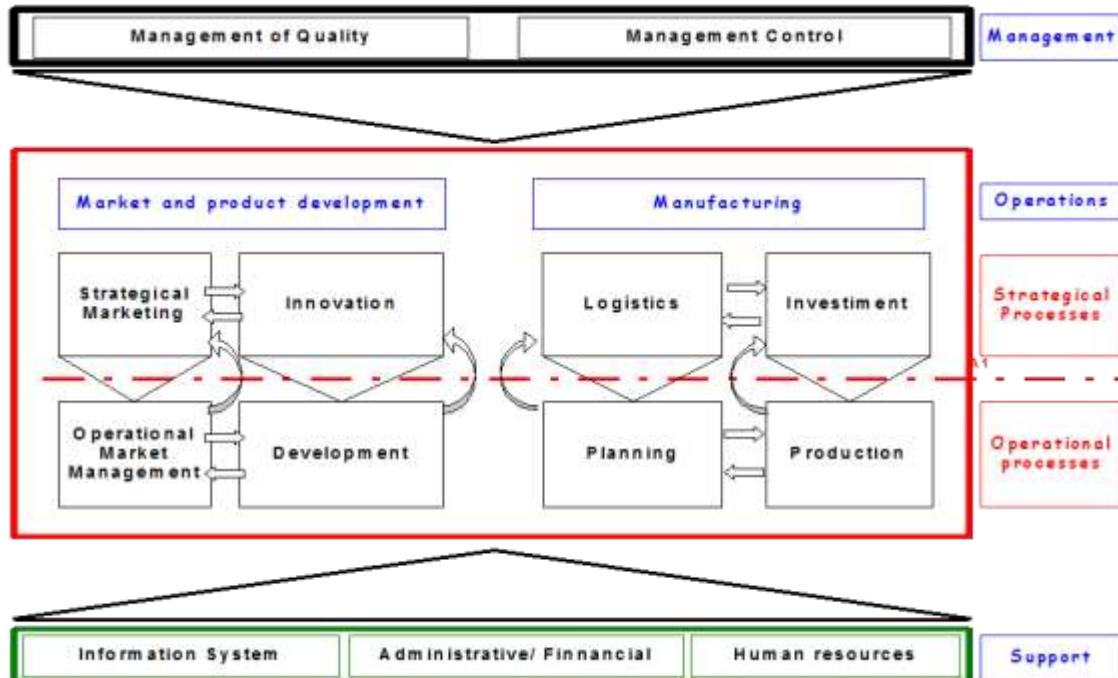 Management of Quality
Management Control
Management
Market and product development
Manufacturing
Operations
Strategical
Marketing
Innovation
Logistics
Investiment
Strategical
Processes
A1
Operational
Market
Management
Development
Planning
Production
Operational
processes
Information System
Administrative/ Finnancial
Human resources
Support